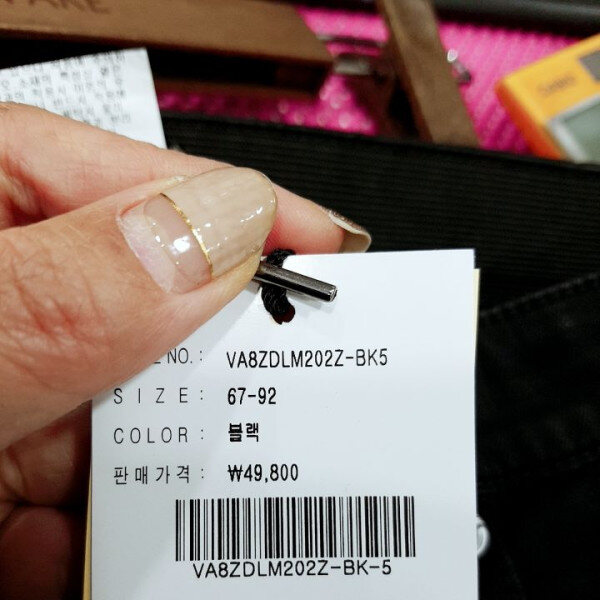 NO. : VA8ZDLM202Z-BK5
SIZE : 67-92
COLOR : 블랙
판매가격 : ₩49,800
VA8ZDLM202Z-BK-5